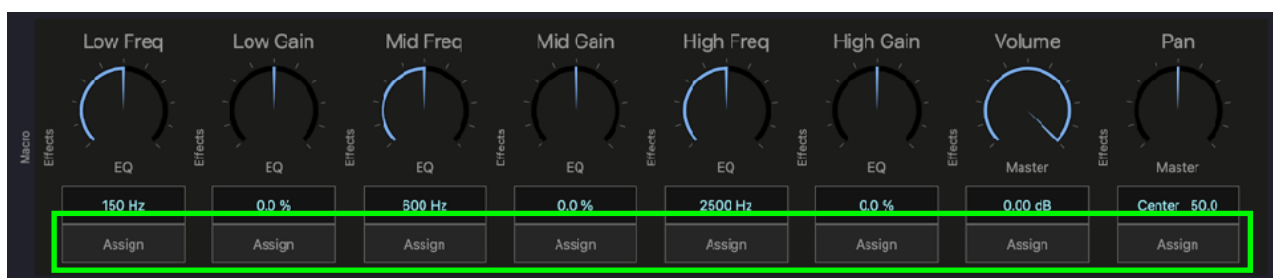 Low Freq Low Gain Mid Freq Mid Gain High Freq High Gain Volume Pan
Macro
Effects Effects Effects Effects Effects Effects Effects Effects
EQ EQ EQ EQ EQ EQ Master Master
150 Hz 0.0 % 600 Hz 0.0 % 2500 Hz 0.0 % 0.00 dB Center 50.0
Assign Assign Assign Assign Assign Assign Assign Assign